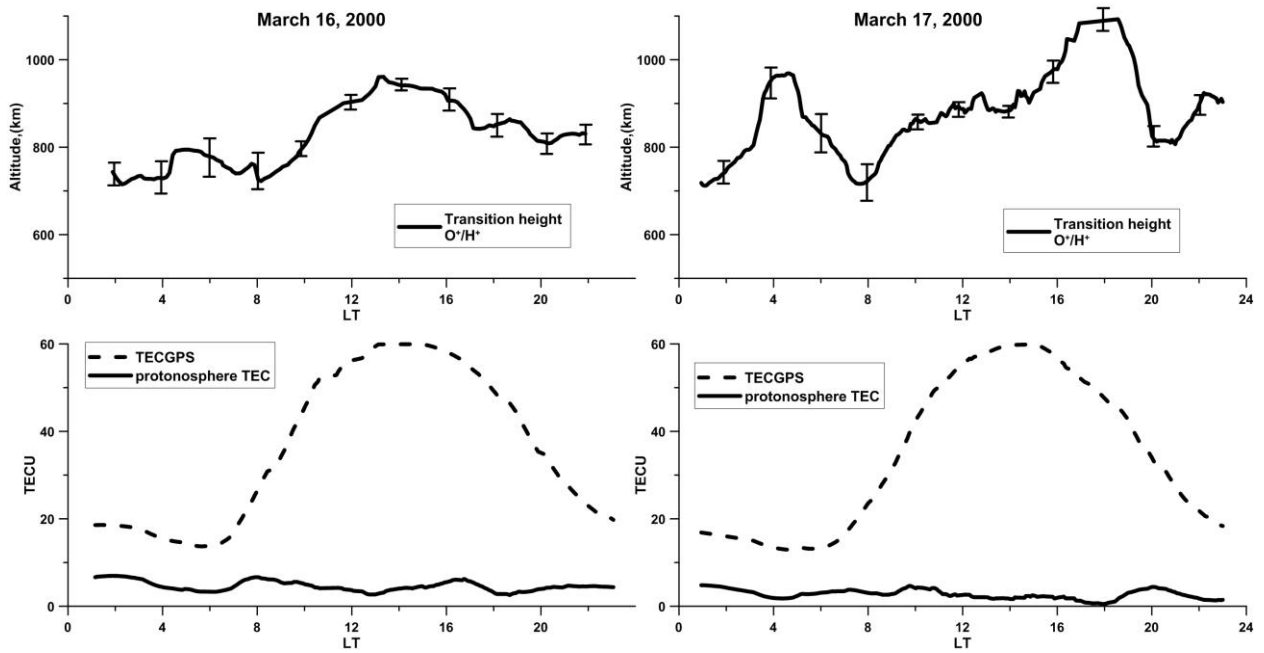 March 16, 2000
1000
800
600
Altitude,(km)
Transition height
O⁺/H⁺
0 4 8 12 16 20
LT
March 17, 2000
1000
800
600
Altitude,(km)
Transition height
O⁺/H⁺
0 4 8 12 16 20 24
LT
60
40
20
0
TECU
TECGPS
protonosphere TEC
0 4 8 12 16 20
LT
60
40
20
0
TECU
TECGPS
protonosphere TEC
0 4 8 12 16 20 24
LT